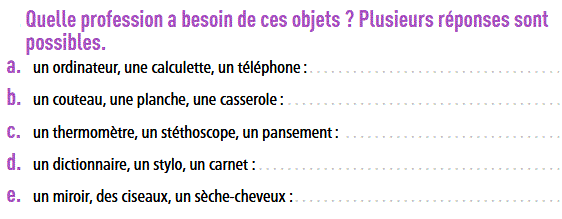 Quelle profession a besoin de ces objets ? Plusieurs réponses sont
possibles.
a. un ordinateur, une calculette, un téléphone :
b. un couteau, une planche, une casserole :
c. un thermomètre, un stéthoscope, un pansement :
d. un dictionnaire, un stylo, un carnet :
e. un miroir, des ciseaux, un sèche-cheveux :